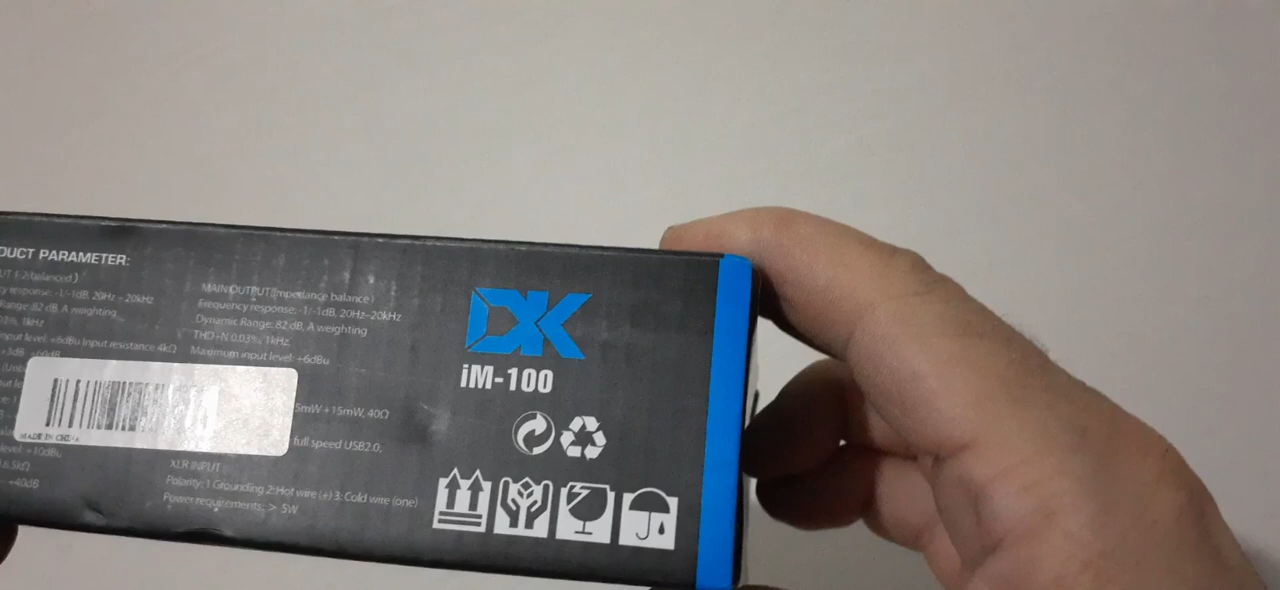 DUCT PARAMETER:
UT 1-2(balanced)
cy response: -1/-1dB, 20Hz–20kHz
Range: 82 dB, A weighting
03%, 1kHz
nput level: +6dBu Input resistance 4kΩ
+3dB +60dB
MADE IN CHINA
level: +10dBu
6.5kΩ
+40dB
MAIN OUTPUT(Impedance balance)
Frequency response: -1/-1dB, 20Hz–20kHz
Dynamic Range: 82 dB, A weighting
THD+N 0.03%, 1kHz
Maximum input level: +6dBu
5mW+15mW, 40Ω
full speed USB2.0,
XLR INPUT
Polarity: 1 Grounding 2:Hot wire (+) 3: Cold wire (one)
Power requirements: > 5W
DK
iM-100